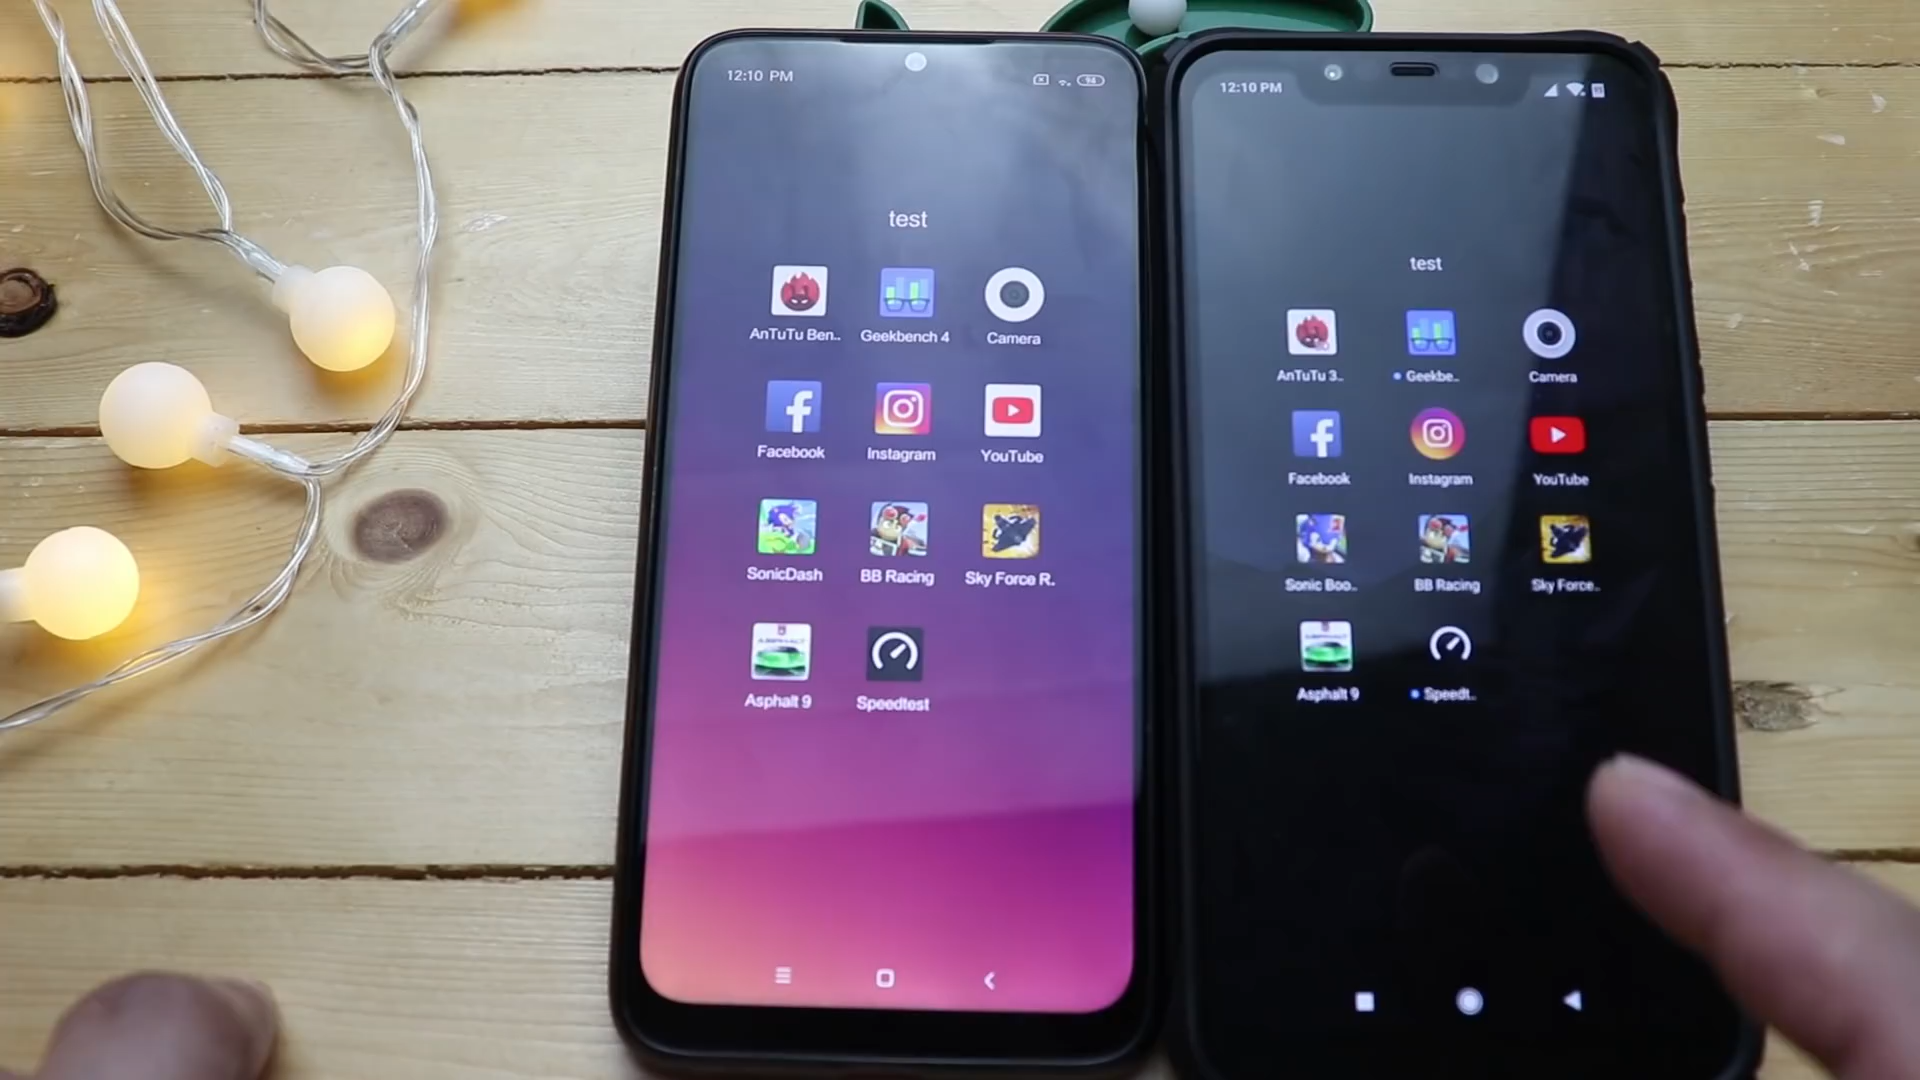 12:10 PM
94
test
AnTuTu Ben..
Geekbench 4
Camera
Facebook
Instagram
YouTube
SonicDash
BB Racing
Sky Force R.
Asphalt 9
Speedtest
12:10 PM
test
AnTuTu 3..
Geekbe..
Camera
Facebook
Instagram
YouTube
Sonic Boo..
BB Racing
Sky Force..
Asphalt 9
Speedt..